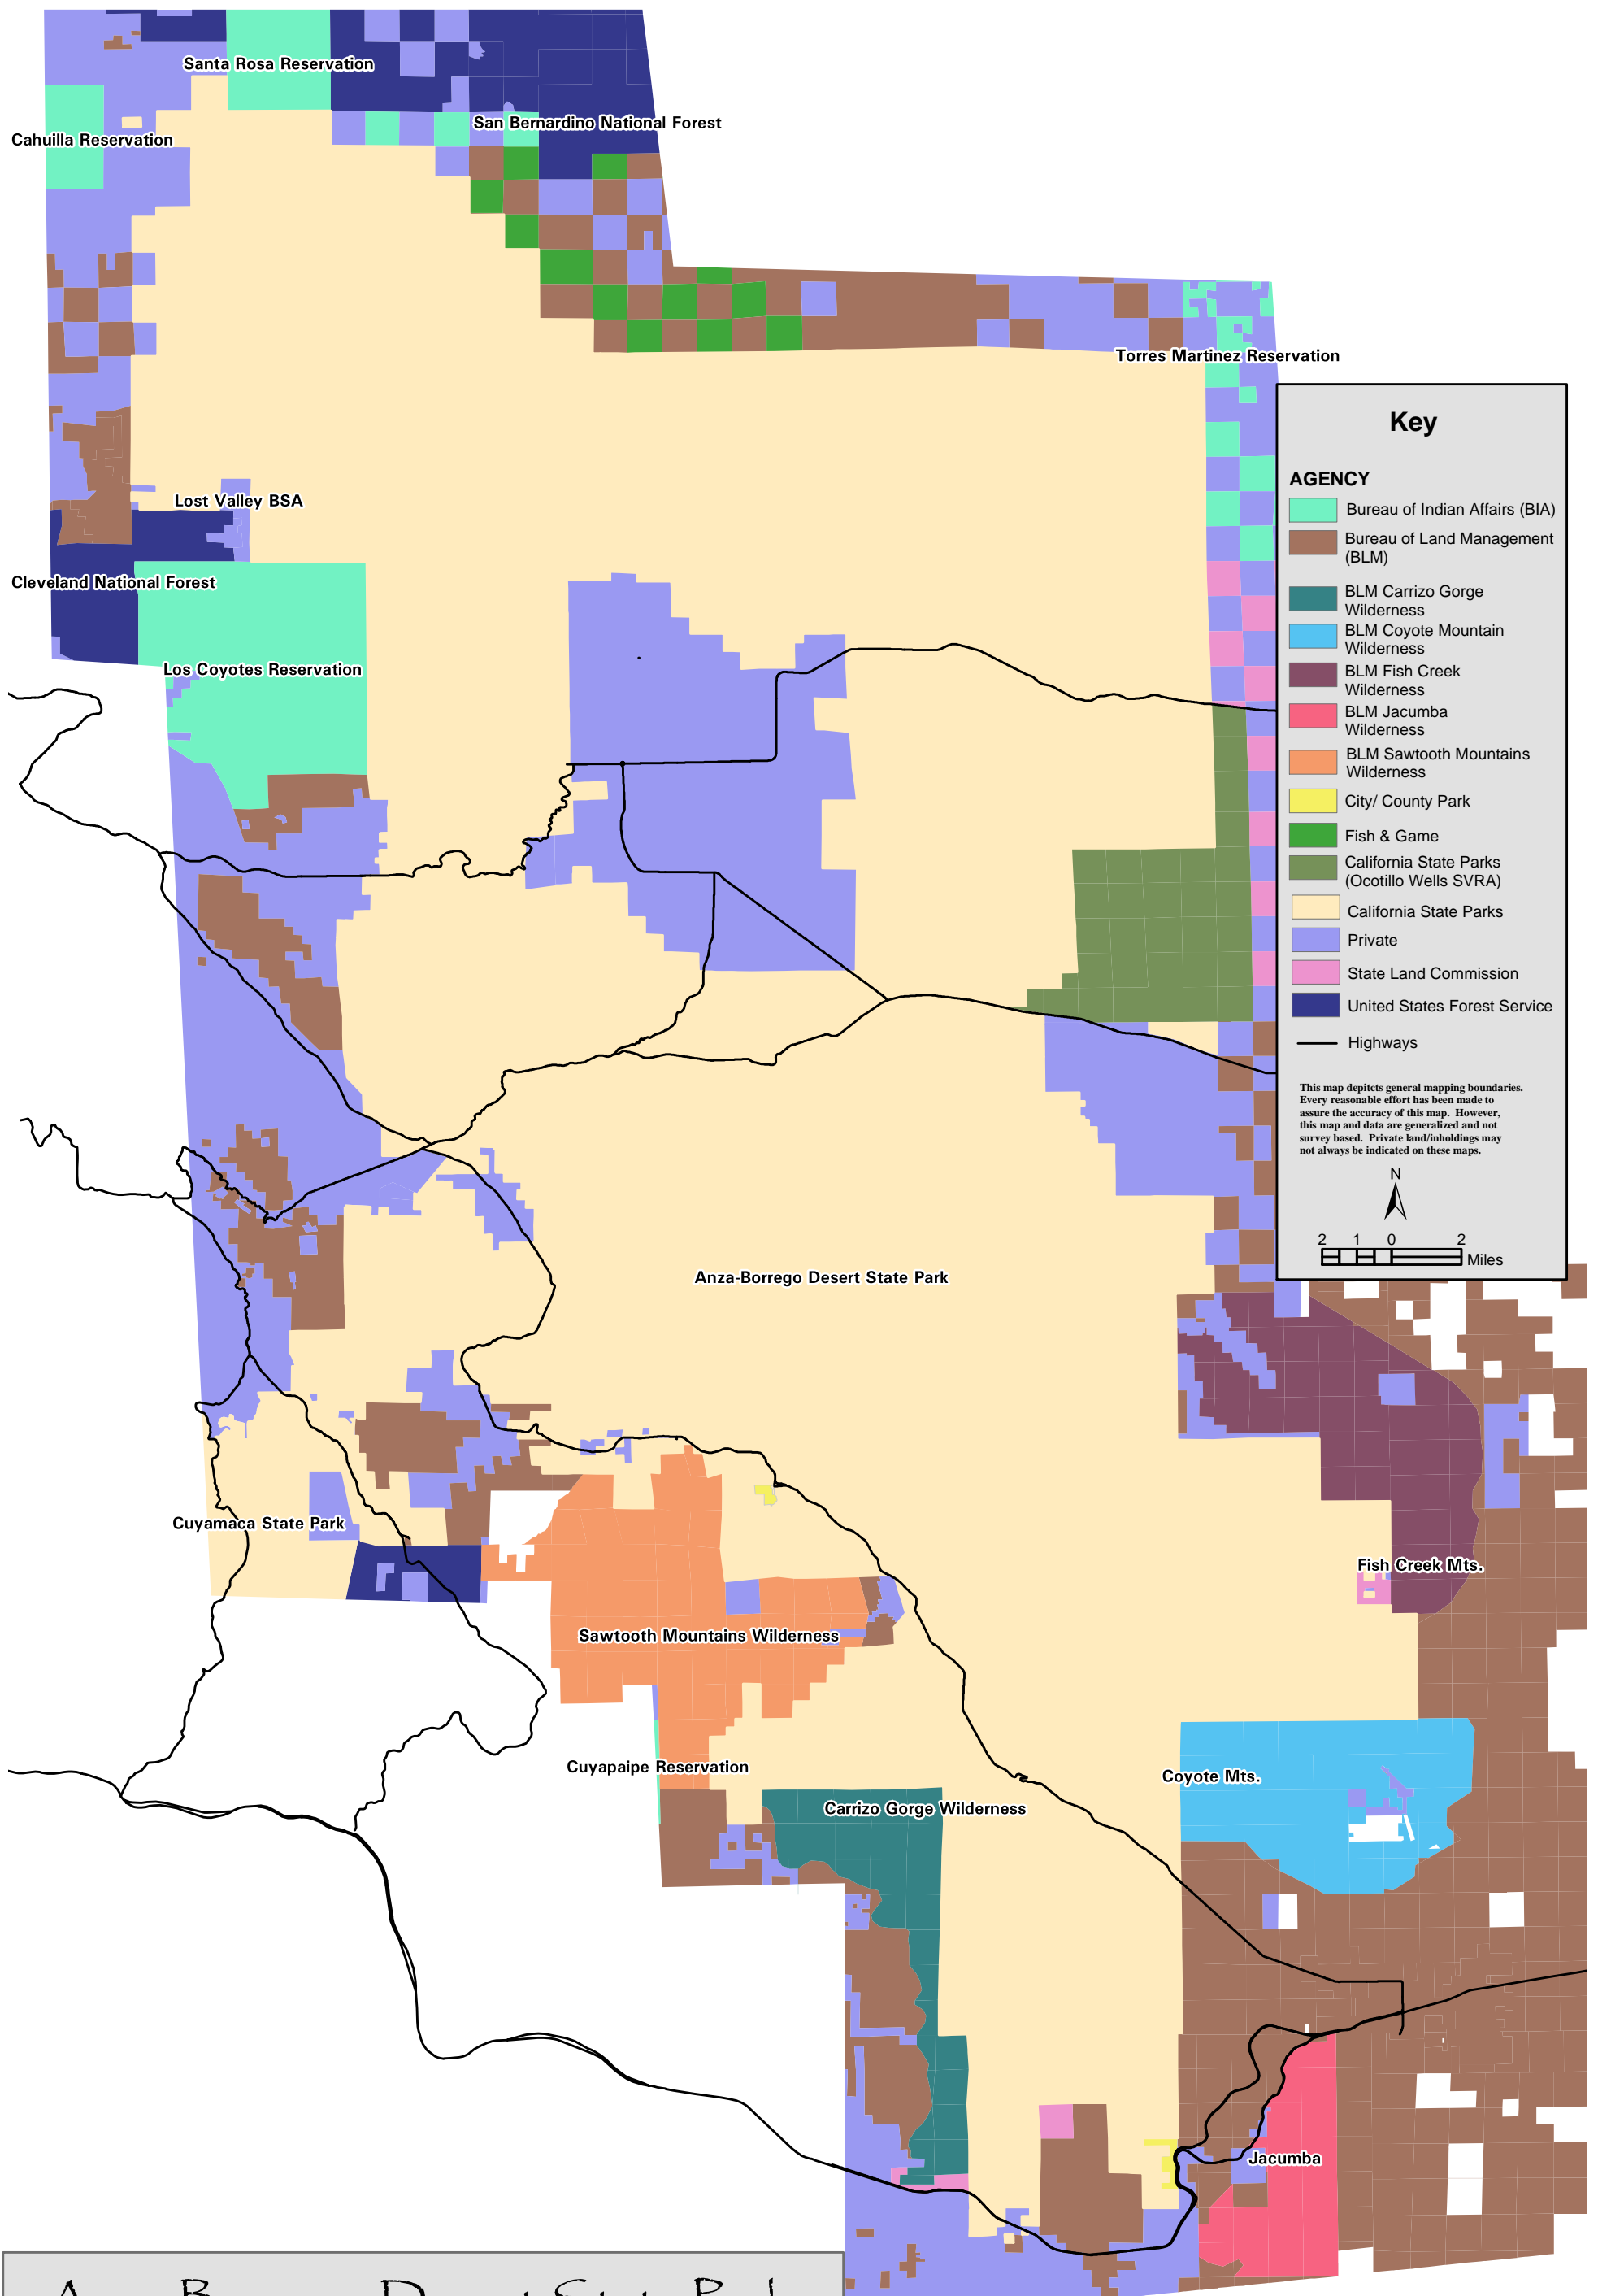 Santa Rosa Reservation
San Bernardino National Forest
Cahuilla Reservation
Torres Martinez Reservation
Lost Valley BSA
Cleveland National Forest
Los Coyotes Reservation
Anza-Borrego Desert State Park
Cuyamaca State Park
Fish Creek Mts.
Sawtooth Mountains Wilderness
Cuyapaipe Reservation
Coyote Mts.
Carrizo Gorge Wilderness
Jacumba
Key
AGENCY
Bureau of Indian Affairs (BIA)
Bureau of Land Management
(BLM)
BLM Carrizo Gorge
Wilderness
BLM Coyote Mountain
Wilderness
BLM Fish Creek
Wilderness
BLM Jacumba
Wilderness
BLM Sawtooth Mountains
Wilderness
City/ County Park
Fish & Game
California State Parks
(Ocotillo Wells SVRA)
California State Parks
Private
State Land Commission
United States Forest Service
Highways
This map depitcts general mapping boundaries.
Every reasonable effort has been made to
assure the accuracy of this map. However,
this map and data are generalized and not
survey based. Private land/inholdings may
not always be indicated on these maps.
N
2 1 0 2
Miles